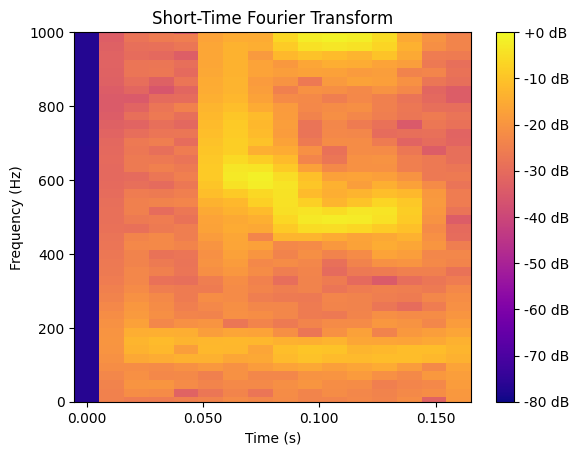 Short-Time Fourier Transform
1000
800
600
400
200
0
Frequency (Hz)
0.000
0.050
0.100
0.150
Time (s)
+0 dB
-10 dB
-20 dB
-30 dB
-40 dB
-50 dB
-60 dB
-70 dB
-80 dB